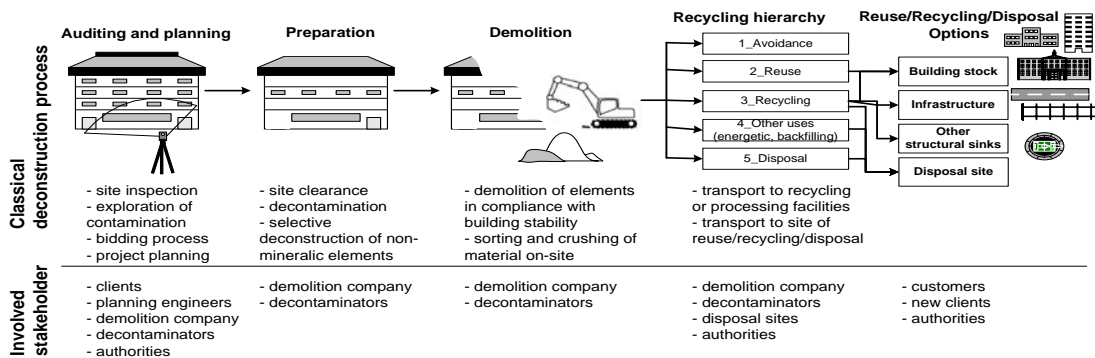 Classical
deconstruction process
Auditing and planning
Preparation
Demolition
Recycling hierarchy
Reuse/Recycling/Disposal
Options
1_Avoidance
2_Reuse
3_Recycling
4_Other uses
(energetic, backfilling)
5_Disposal
Building stock
Infrastructure
Other
structural sinks
Disposal site
- site inspection
- exploration of
contamination
- bidding process
- project planning
- site clearance
- decontamination
- selective
deconstruction of non-
mineralic elements
- demolition of elements
in compliance with
building stability
- sorting and crushing of
material on-site
- transport to recycling
or processing facilities
- transport to site of
reuse/recycling/disposal
Involved
stakeholder
- clients
- planning engineers
- demolition company
- decontaminators
- authorities
- demolition company
- decontaminators
- demolition company
- decontaminators
- demolition company
- decontaminators
- disposal sites
- authorities
- customers
- new clients
- authorities